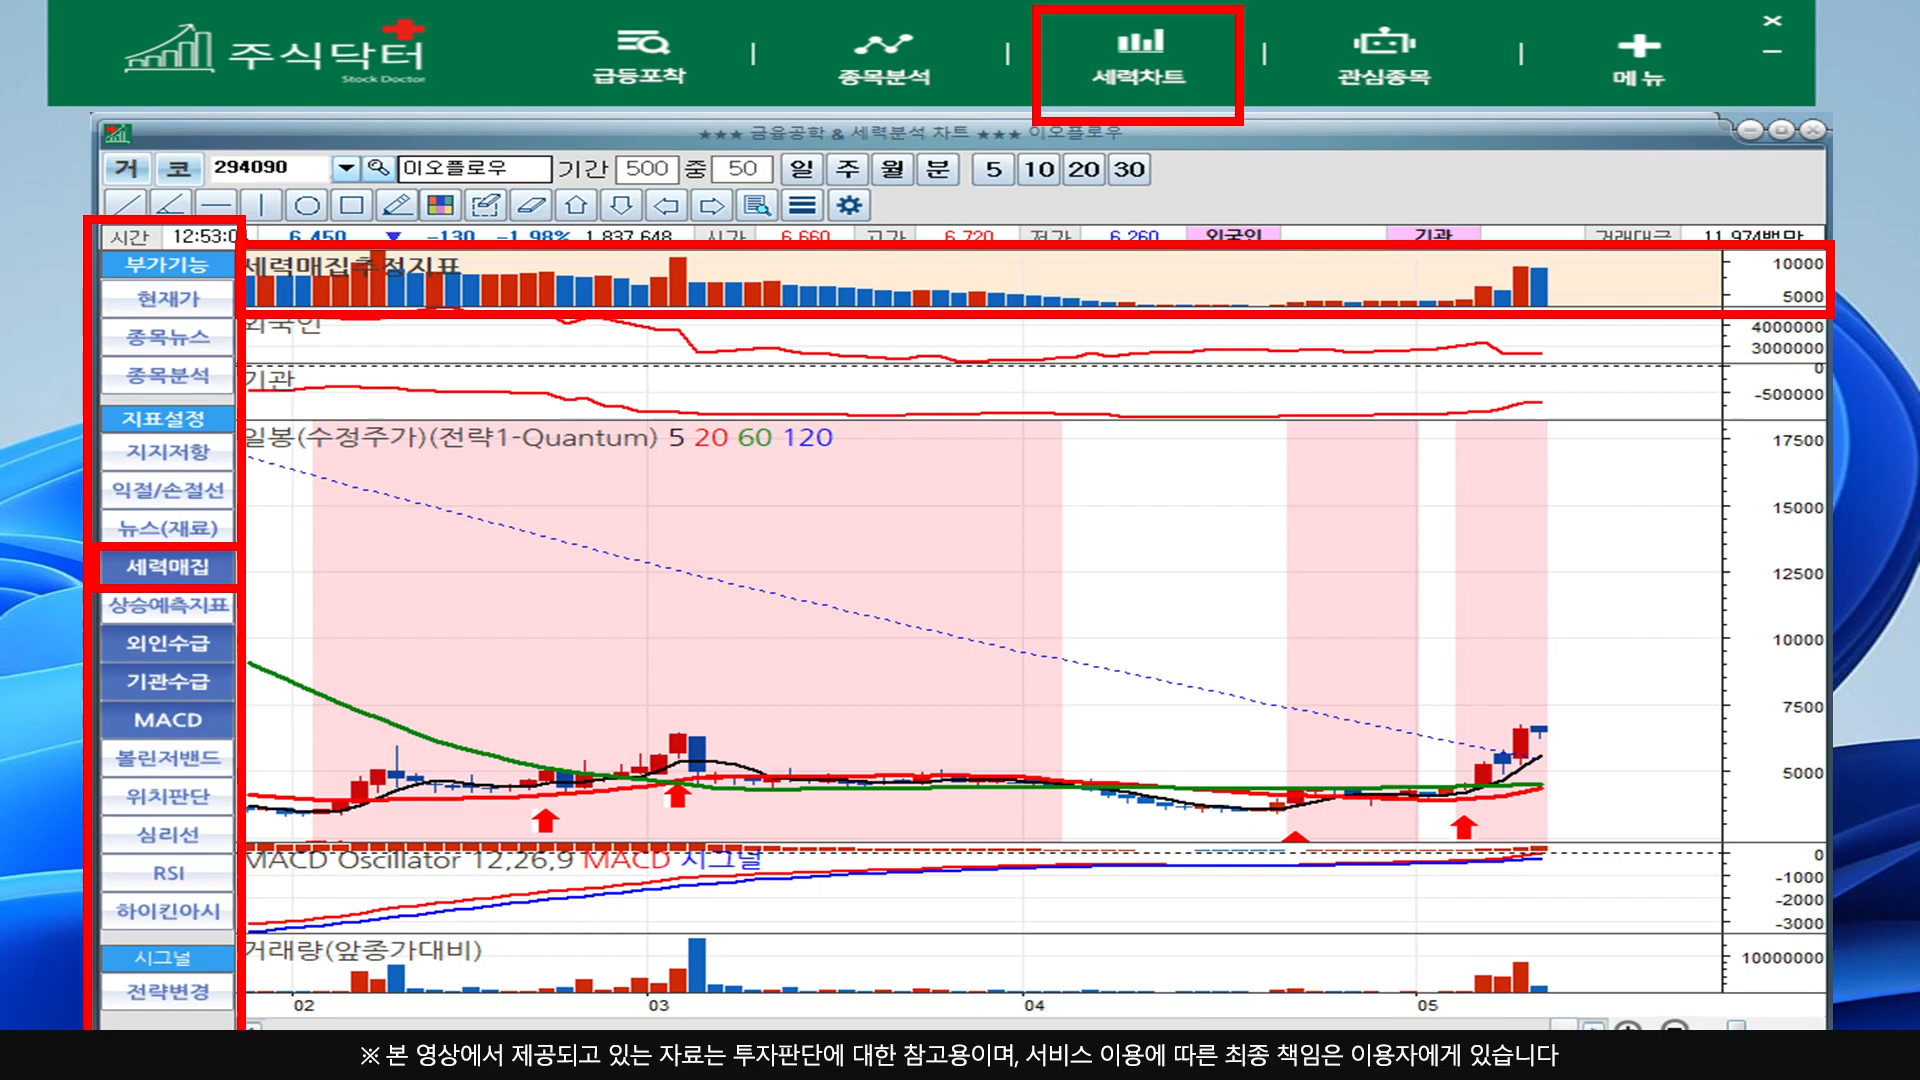 주식닥터
Stock Doctor
급등포착
종목분석
세력차트
관심종목
메뉴
★★★ 금융공학 & 세력분석 차트 ★★★ 이오플로우
거 코 294090 이오플로우 기간 500 중 50 일 주 월 분 5 10 20 30
시간 12:53:0 6,450 ▼ -130 -1.98% 1,837,648 시가 6,660 고가 6,720 저가 6,260 외국인 기관 거래대금 11,974백만
부가기능
현재가
종목뉴스
종목분석
지표설정
지지저항
익절/손절선
뉴스(재료)
세력매집
상승예측지표
외인수급
기관수급
MACD
볼린저밴드
위치판단
심리선
RSI
하이킨아시
시그널
전략변경
세력매집추정지표
10000
5000
외국인
4000000
3000000
기관
0
-500000
일봉(수정주가)(전략1-Quantum) 5 20 60 120
17500
15000
12500
10000
7500
5000
MACD Oscillator 12,26,9 MACD 시그널
0
-1000
-2000
-3000
거래량(앞종가대비)
10000000
02 03 04 05
※ 본 영상에서 제공되고 있는 자료는 투자판단에 대한 참고용이며, 서비스 이용에 따른 최종 책임은 이용자에게 있습니다